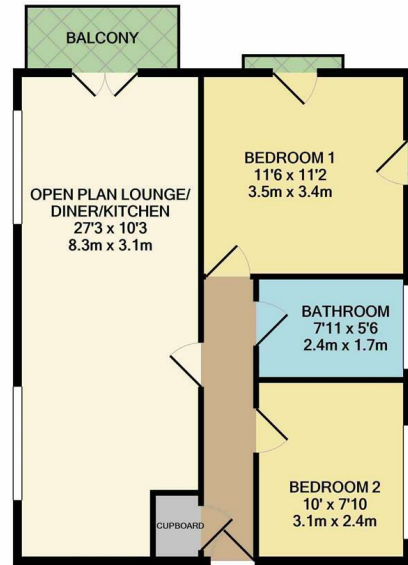 BALCONY
OPEN PLAN LOUNGE/
DINER/KITCHEN
27'3 x 10'3
8.3m x 3.1m
BEDROOM 1
11'6 x 11'2
3.5m x 3.4m
BATHROOM
7'11 x 5'6
2.4m x 1.7m
BEDROOM 2
10' x 7'10
3.1m x 2.4m
CUPBOARD